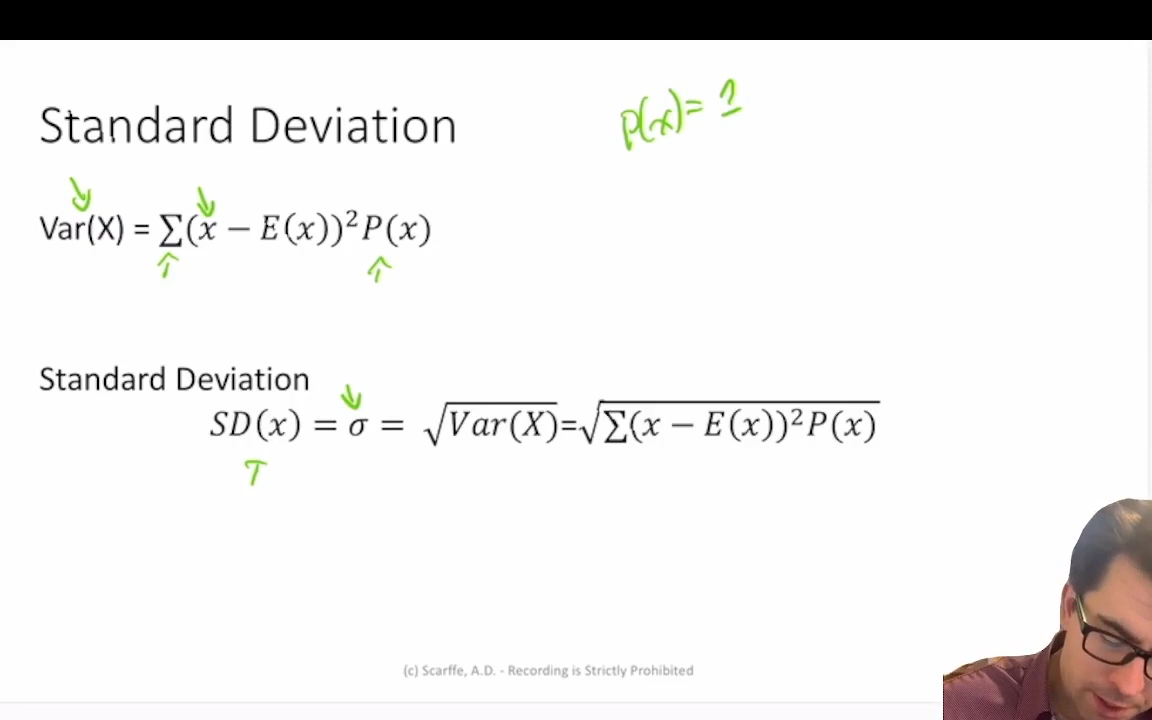 Standard Deviation
P(x) = ?
Var(X) = ∑(x − E(x))²P(x)
Standard Deviation
SD(x) = σ = √Var(X)=√∑(x − E(x))²P(x)
(c) Scarffe, A.D. - Recording is Strictly Prohibited